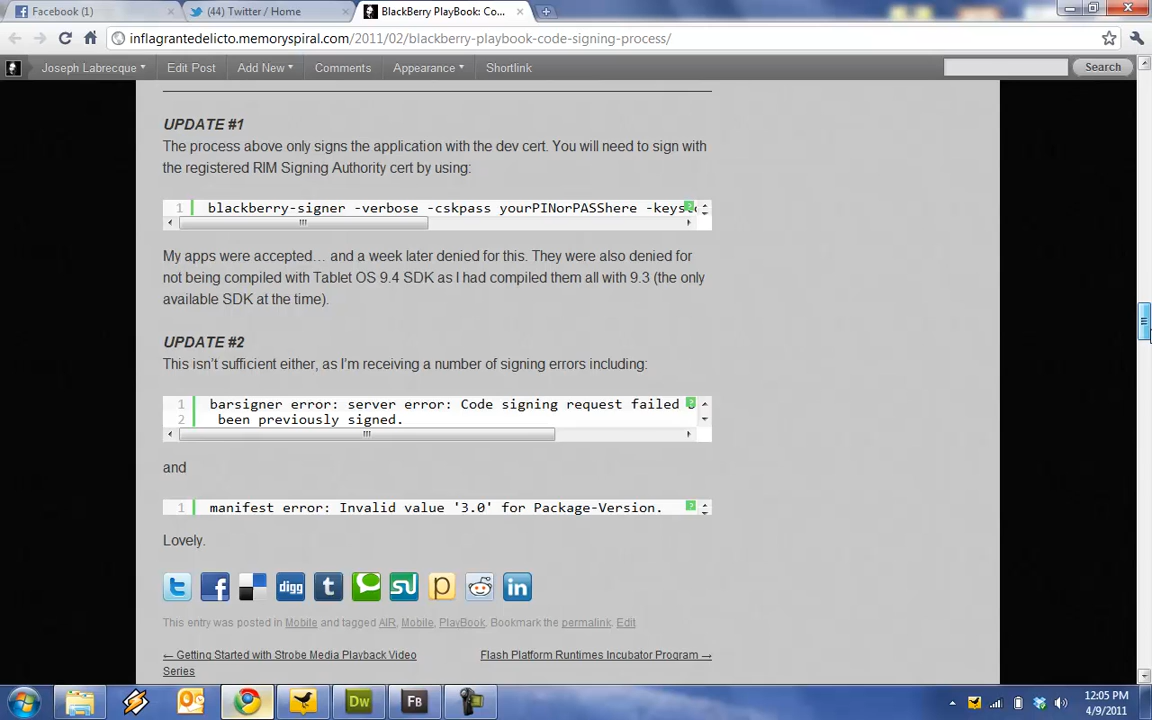 Facebook (1)
(44) Twitter / Home
BlackBerry PlayBook: Co...
inflagrantedelicto.memoryspiral.com/2011/02/blackberry-playbook-code-signing-process/
Joseph Labrecque
Edit Post
Add New
Comments
Appearance
Shortlink
Search
UPDATE #1
The process above only signs the application with the dev cert. You will need to sign with
the registered RIM Signing Authority cert by using:
1 blackberry-signer -verbose -cskpass yourPINorPASShere -keysto
?
My apps were accepted… and a week later denied for this. They were also denied for
not being compiled with Tablet OS 9.4 SDK as I had compiled them all with 9.3 (the only
available SDK at the time).
UPDATE #2
This isn't sufficient either, as I'm receiving a number of signing errors including:
1 barsigner error: server error: Code signing request failed
?
2 been previously signed.
and
1 manifest error: Invalid value '3.0' for Package-Version.
?
Lovely.
t
f
digg
t
su
p
in
This entry was posted in Mobile and tagged AIR, Mobile, PlayBook. Bookmark the permalink. Edit
← Getting Started with Strobe Media Playback Video
Series
Flash Platform Runtimes Incubator Program →
Dw
FB
12:05 PM
4/9/2011